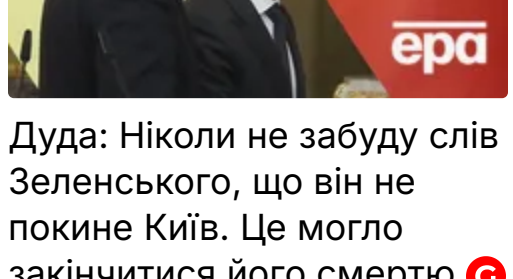 epa
Дуда: Ніколи не забуду слів
Зеленського, що він не
покине Київ. Це могло
закінчитися його смертю G